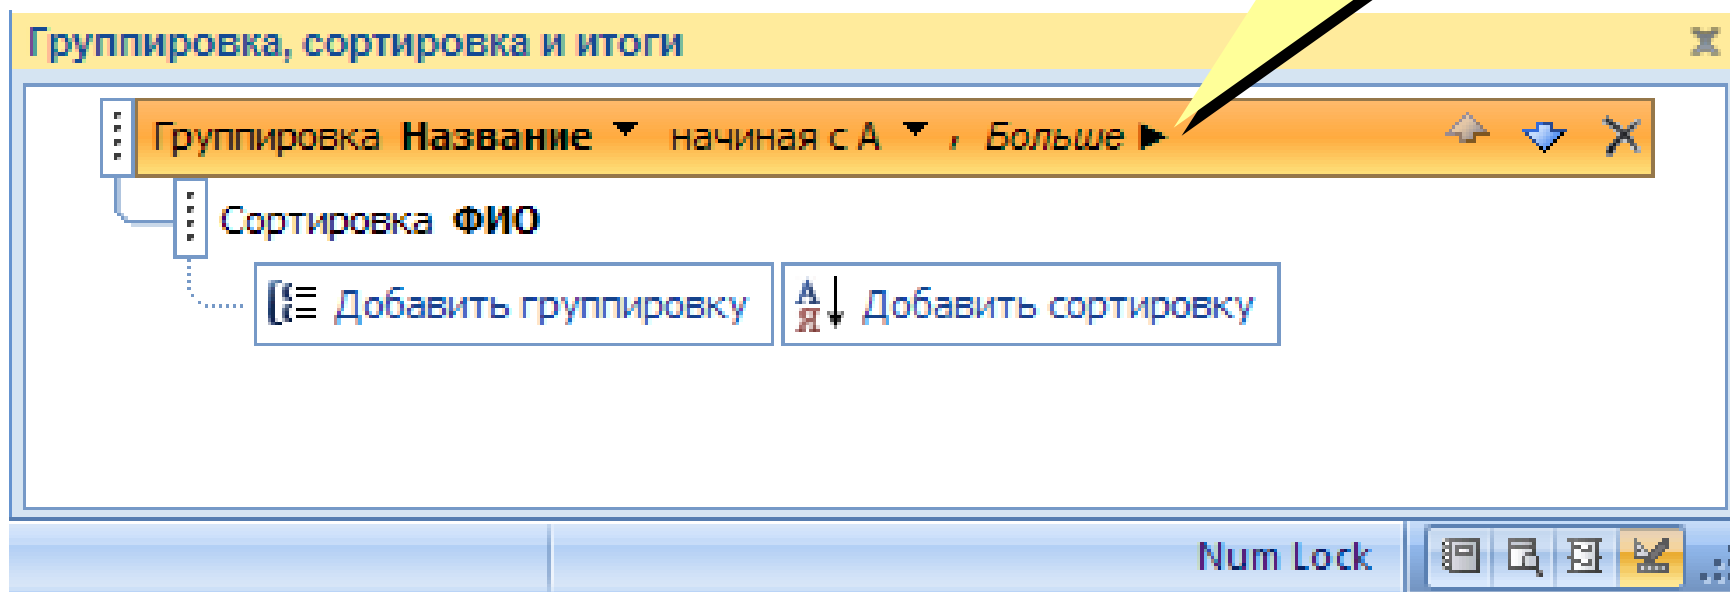 Группировка, сортировка и итоги
Группировка Название начиная с А , Больше
Сортировка ФИО
Добавить группировку Добавить сортировку
Num Lock